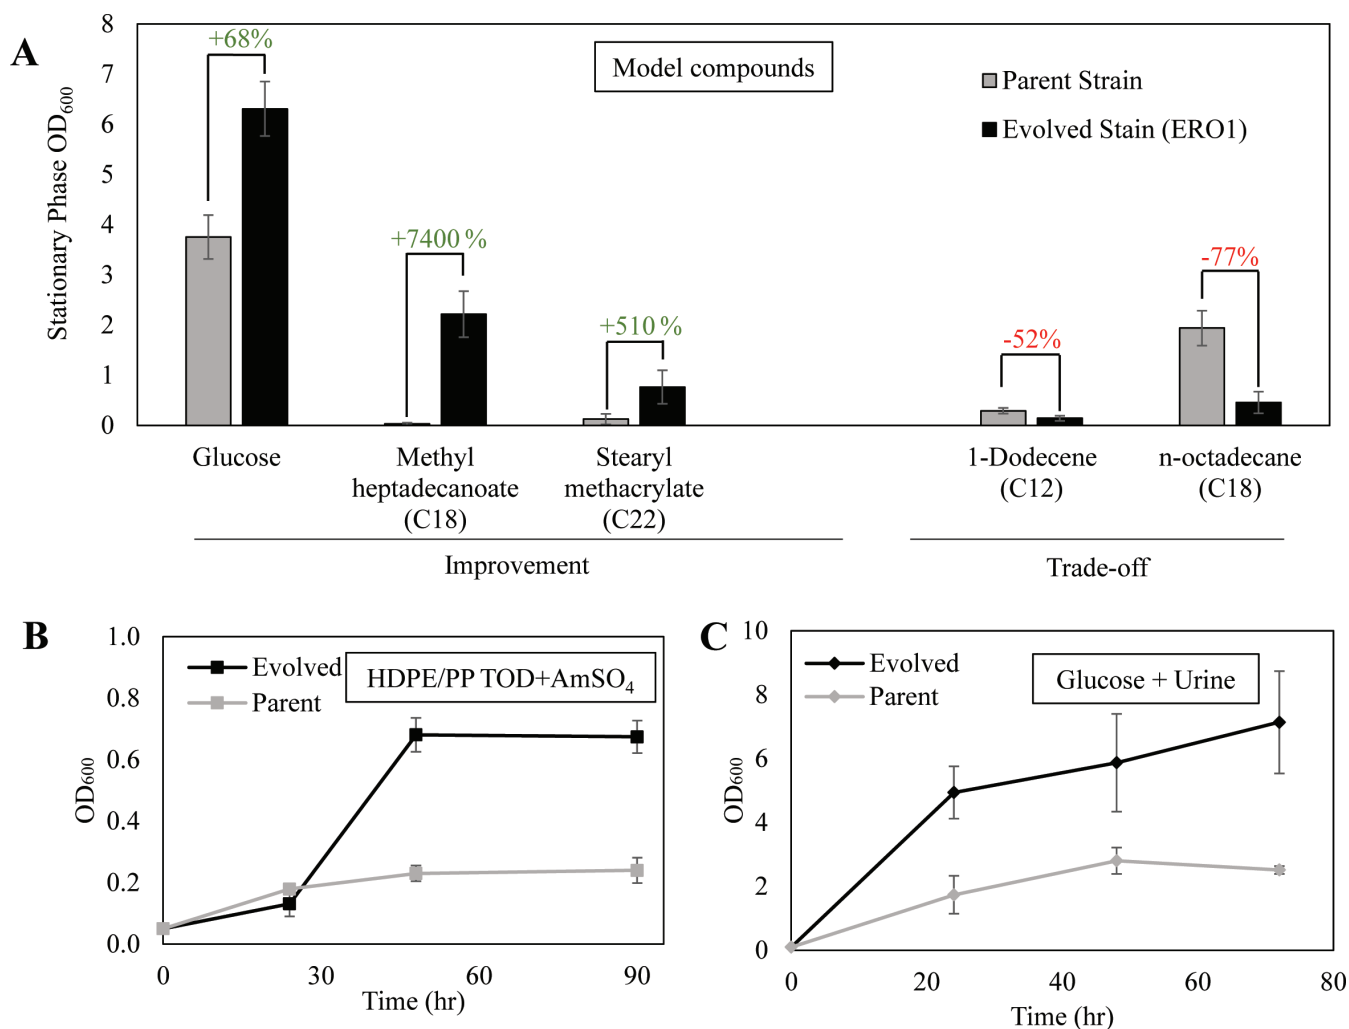 A
Stationary Phase OD600
8
7
6
5
4
3
2
1
0
+68%
+7400 %
+510 %
-52%
-77%
Model compounds
Parent Strain
Evolved Stain (ERO1)
Glucose
Methyl
heptadecanoate
(C18)
Stearyl
methacrylate
(C22)
1-Dodecene
(C12)
n-octadecane
(C18)
Improvement
Trade-off
B
OD600
1.0
0.8
0.6
0.4
0.2
0.0
Evolved
Parent
HDPE/PP TOD+AmSO4
0
30
60
90
Time (hr)
C
OD600
10
8
6
4
2
0
Evolved
Parent
Glucose + Urine
0
20
40
60
80
Time (hr)